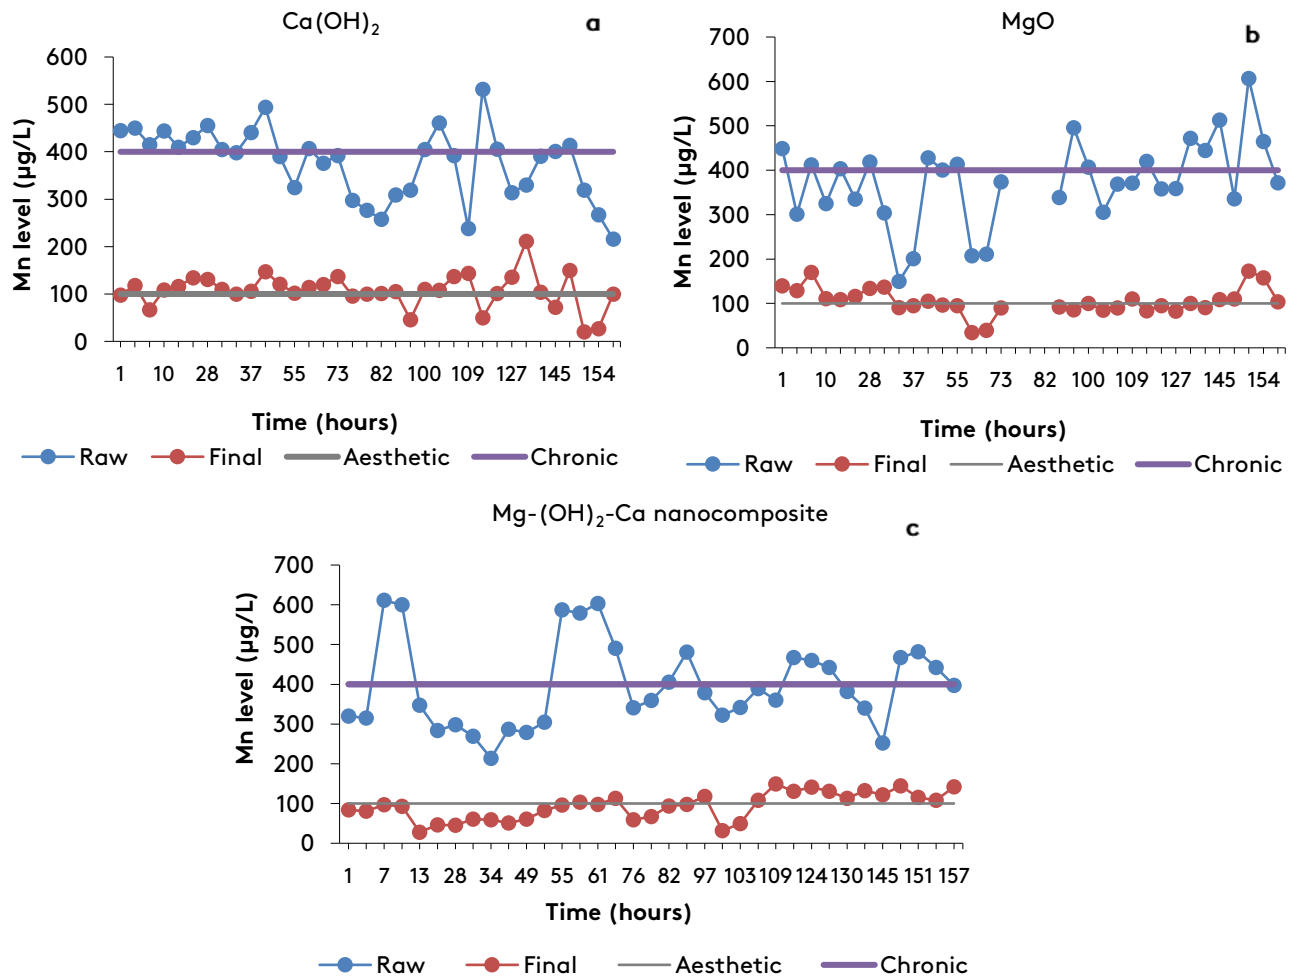 Ca(OH)₂
a
600
500
400
300
200
100
0
Mn level (µg/L)
1 10 28 37 55 73 82 100 109 127 145 154
Time (hours)
Raw Final Aesthetic Chronic
MgO
b
700
600
500
400
300
200
100
0
Mn level (µg/L)
1 10 28 37 55 73 82 100 109 127 145 154
Time (hours)
Raw Final Aesthetic Chronic
Mg-(OH)₂-Ca nanocomposite
c
700
600
500
400
300
200
100
0
Mn level (µg/L)
1 7 13 28 34 49 55 61 76 82 97 103 109 124 130 145 151 157
Time (hours)
Raw Final Aesthetic Chronic